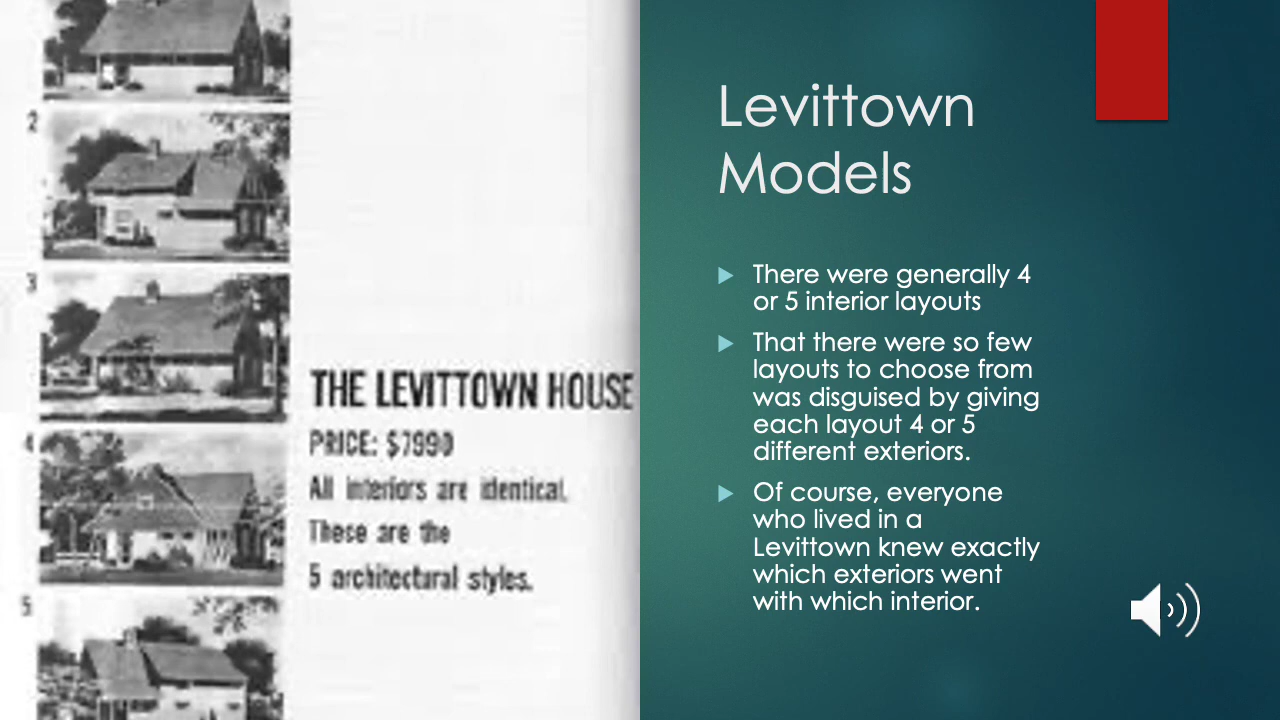 2
3
4
5
THE LEVITTOWN HOUSE
PRICE: $7990
All interiors are identical.
These are the
5 architectural styles.
Levittown
Models
There were generally 4
or 5 interior layouts
That there were so few
layouts to choose from
was disguised by giving
each layout 4 or 5
different exteriors.
Of course, everyone
who lived in a
Levittown knew exactly
which exteriors went
with which interior.